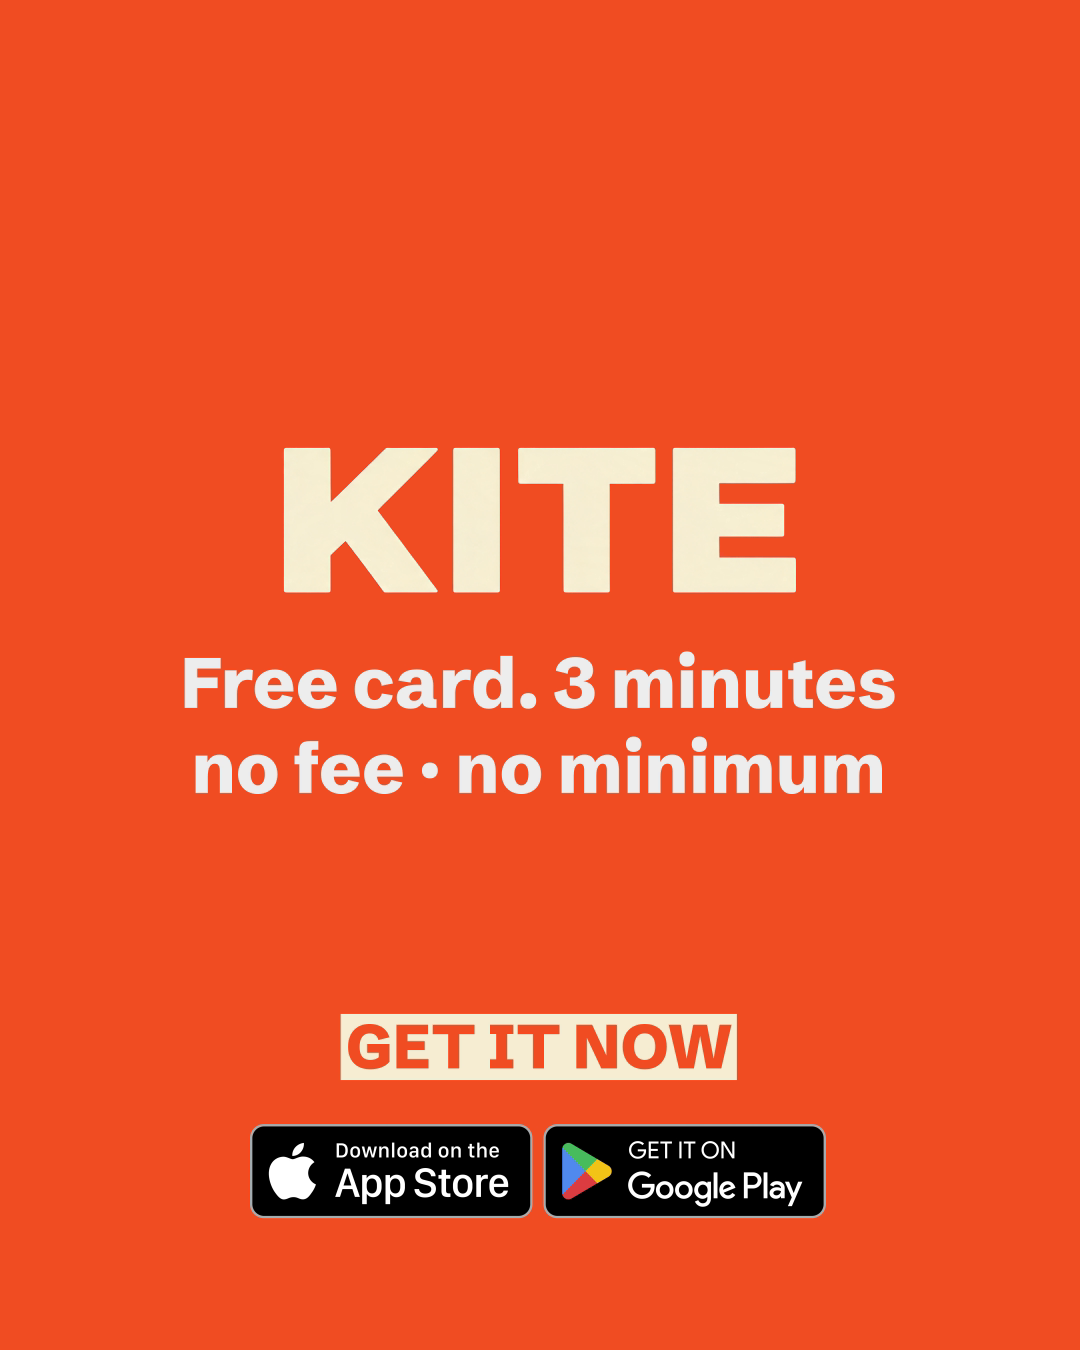 KITE
Free card. 3 minutes
no fee • no minimum
GET IT NOW
Download on the
App Store
GET IT ON
Google Play